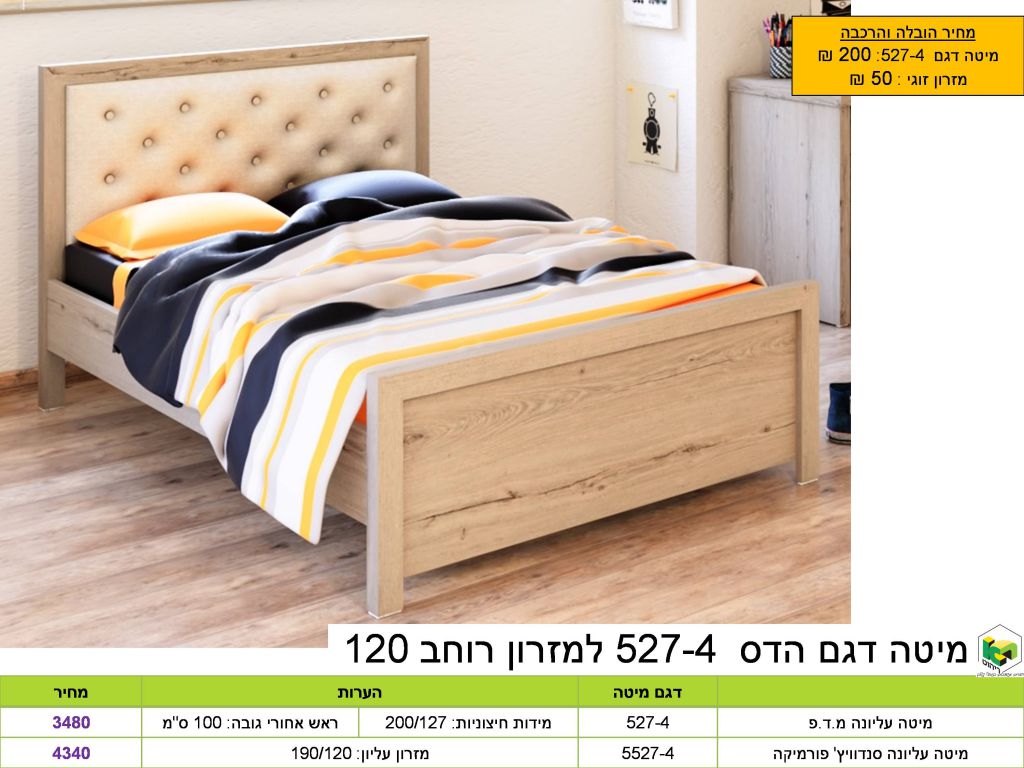 מחיר הובלה והרכבה
מיטה דגם 527-4: 200 ₪
מזרון זוגי : 50 ₪
מיטה דגם הדס 527-4 למזרון רוחב 120
דגם מיטה הערות מחיר
מיטה עליונה מ.ד.פ 527-4 מידות חיצוניות: 200/127 ראש אחורי גובה: 100 ס"מ 3480
מיטה עליונה סנדוויץ' פורמיקה 5527-4 מזרון עליון: 190/120 4340